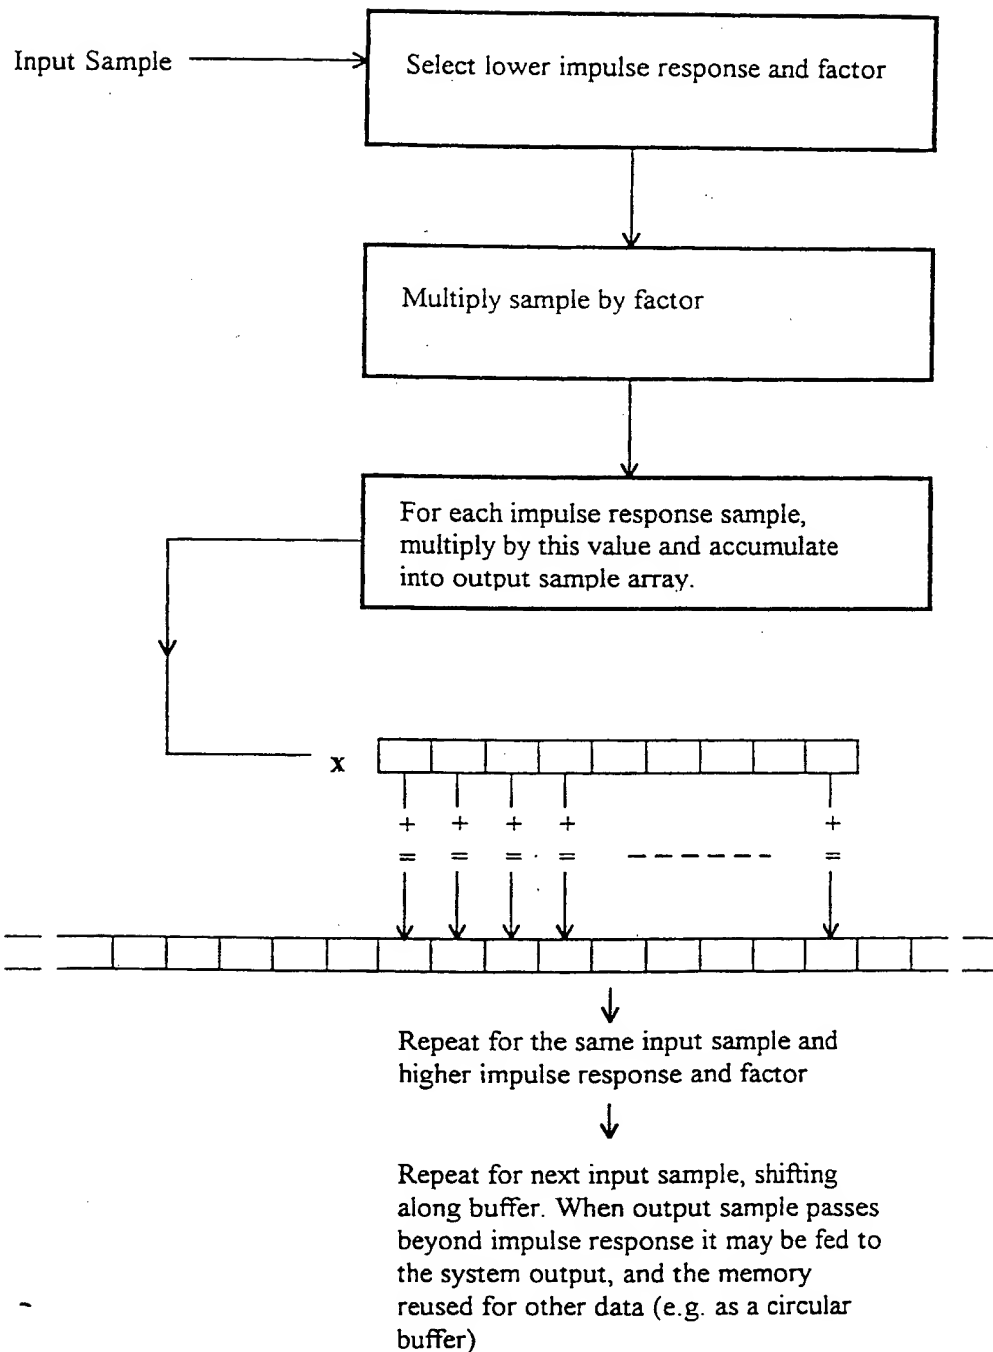 Input Sample
Select lower impulse response and factor
Multiply sample by factor
For each impulse response sample,
multiply by this value and accumulate
into output sample array.
x
+ + + + +
= = = = - - - - - - =
Repeat for the same input sample and
higher impulse response and factor
Repeat for next input sample, shifting
along buffer. When output sample passes
beyond impulse response it may be fed to
the system output, and the memory
reused for other data (e.g. as a circular
buffer)